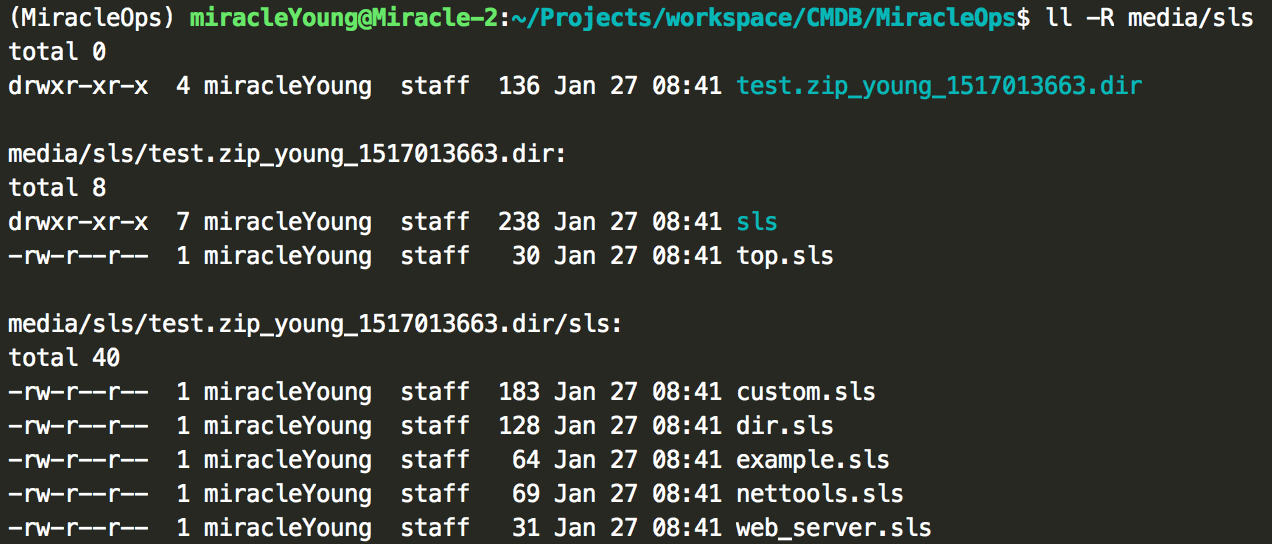 (MiracleOps) miracleYoung@Miracle-2:~/Projects/workspace/CMDB/MiracleOps$ ll -R media/sls
total 0
drwxr-xr-x  4 miracleYoung  staff  136 Jan 27 08:41 test.zip_young_1517013663.dir

media/sls/test.zip_young_1517013663.dir:
total 8
drwxr-xr-x  7 miracleYoung  staff  238 Jan 27 08:41 sls
-rw-r--r--  1 miracleYoung  staff   30 Jan 27 08:41 top.sls

media/sls/test.zip_young_1517013663.dir/sls:
total 40
-rw-r--r--  1 miracleYoung  staff  183 Jan 27 08:41 custom.sls
-rw-r--r--  1 miracleYoung  staff  128 Jan 27 08:41 dir.sls
-rw-r--r--  1 miracleYoung  staff   64 Jan 27 08:41 example.sls
-rw-r--r--  1 miracleYoung  staff   69 Jan 27 08:41 nettools.sls
-rw-r--r--  1 miracleYoung  staff   31 Jan 27 08:41 web_server.sls